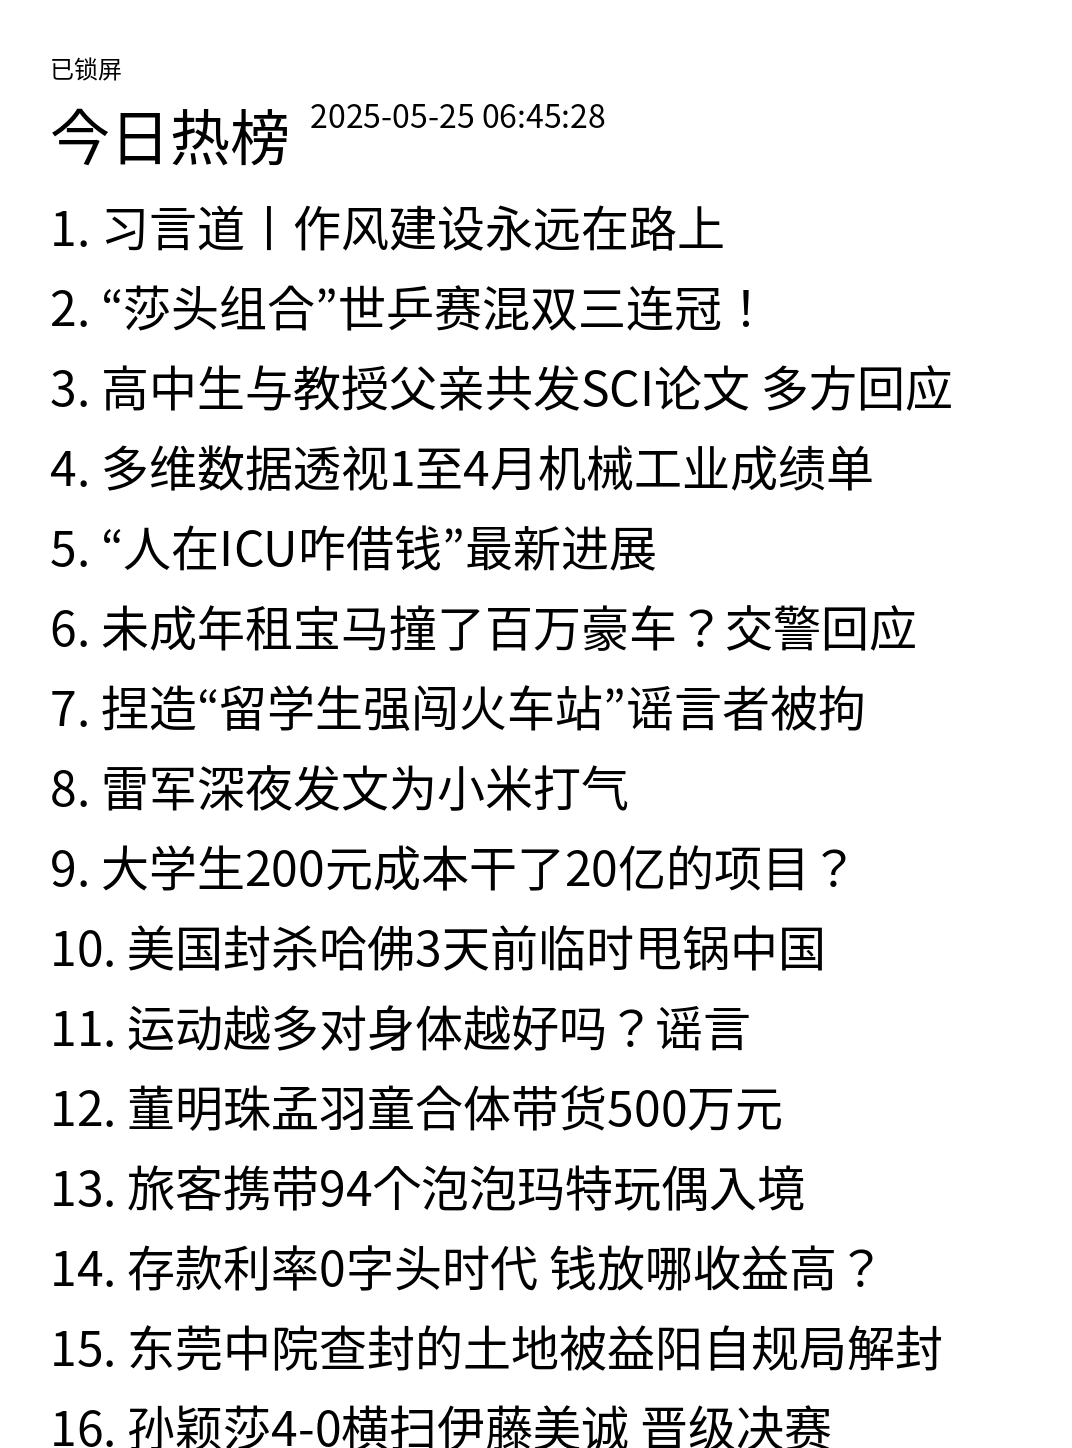 已锁屏
今日热榜 2025-05-25 06:45:28
1. 习言道丨作风建设永远在路上
2. “莎头组合”世乒赛混双三连冠！
3. 高中生与教授父亲共发SCI论文 多方回应
4. 多维数据透视1至4月机械工业成绩单
5. “人在ICU咋借钱”最新进展
6. 未成年租宝马撞了百万豪车？交警回应
7. 捏造“留学生强闯火车站”谣言者被拘
8. 雷军深夜发文为小米打气
9. 大学生200元成本干了20亿的项目？
10. 美国封杀哈佛3天前临时甩锅中国
11. 运动越多对身体越好吗？谣言
12. 董明珠孟羽童合体带货500万元
13. 旅客携带94个泡泡玛特玩偶入境
14. 存款利率0字头时代 钱放哪收益高？
15. 东莞中院查封的土地被益阳自规局解封
16. 孙颖莎4-0横扫伊藤美诚 晋级决赛